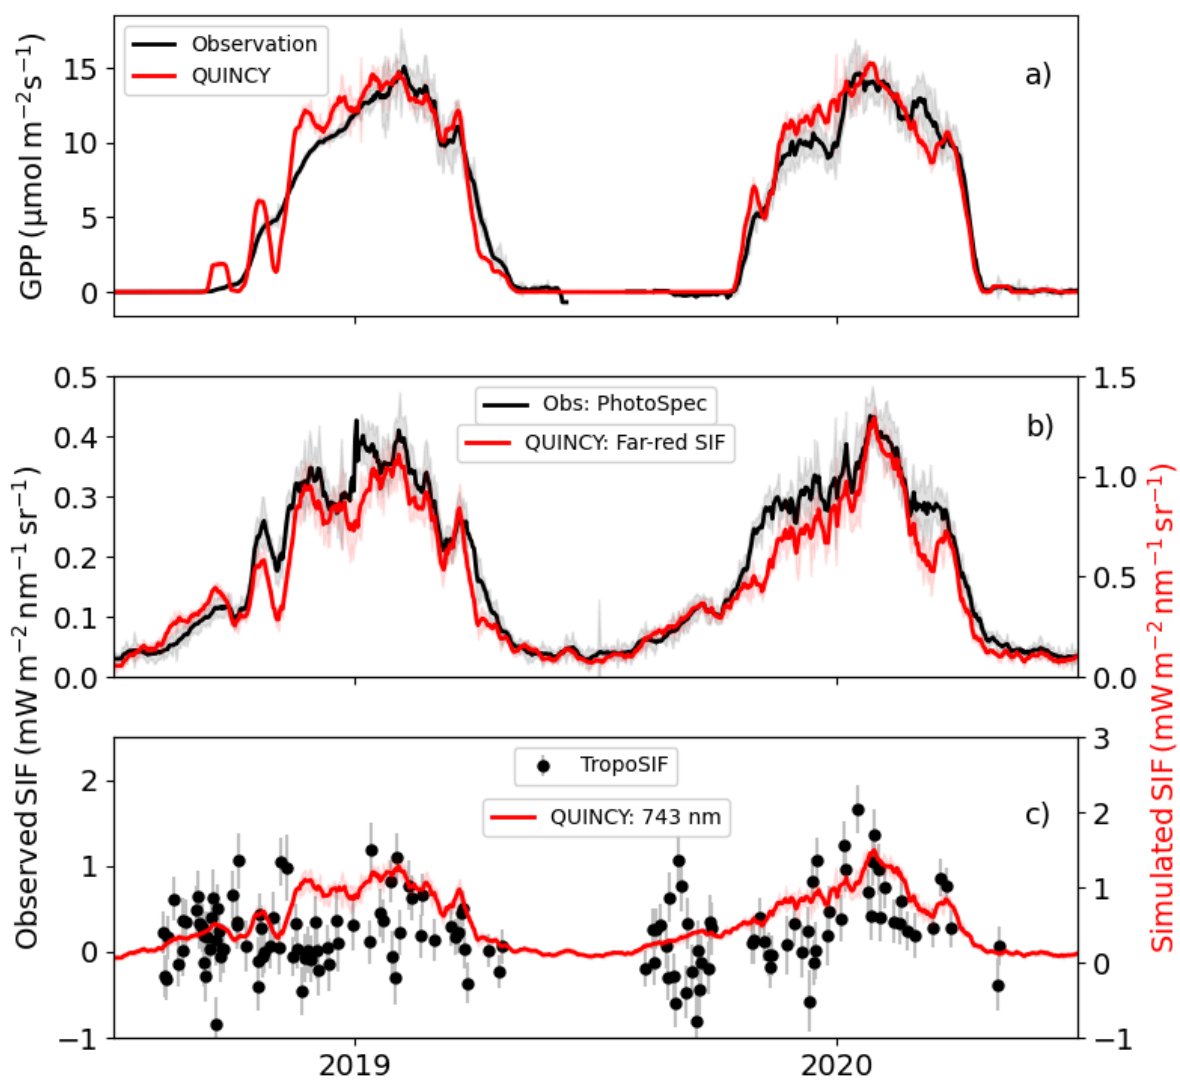 Observation
QUINCY
a)
GPP (µmol m⁻²s⁻¹)
15
10
5
0
Obs: PhotoSpec
QUINCY: Far-red SIF
b)
0.5
0.4
0.3
0.2
0.1
0.0
1.5
1.0
0.5
0.0
Observed SIF (mW m⁻² nm⁻¹ sr⁻¹)
Simulated SIF (mW m⁻² nm⁻¹ sr⁻¹)
TropoSIF
QUINCY: 743 nm
c)
2
1
0
−1
3
2
1
0
−1
2019
2020